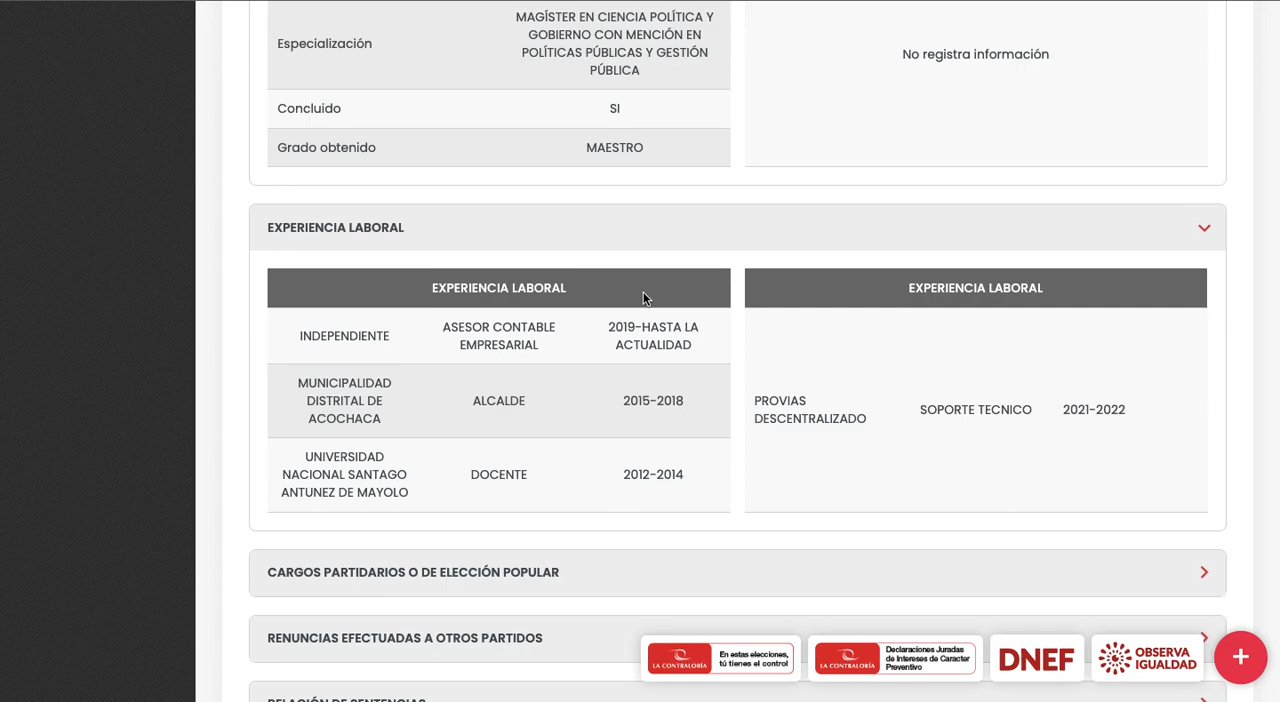 Especialización
MAGÍSTER EN CIENCIA POLÍTICA Y
GOBIERNO CON MENCIÓN EN
POLÍTICAS PÚBLICAS Y GESTIÓN
PÚBLICA
No registra información
Concluido
SI
Grado obtenido
MAESTRO
EXPERIENCIA LABORAL
EXPERIENCIA LABORAL
INDEPENDIENTE
ASESOR CONTABLE
EMPRESARIAL
2019-HASTA LA
ACTUALIDAD
MUNICIPALIDAD
DISTRITAL DE
ACOCHACA
ALCALDE
2015-2018
UNIVERSIDAD
NACIONAL SANTAGO
ANTUNEZ DE MAYOLO
DOCENTE
2012-2014
EXPERIENCIA LABORAL
PROVIAS
DESCENTRALIZADO
SOPORTE TECNICO
2021-2022
CARGOS PARTIDARIOS O DE ELECCIÓN POPULAR
RENUNCIAS EFECTUADAS A OTROS PARTIDOS
RELACIÓN DE SENTENCIAS
LA CONTRALORÍA
En estas elecciones,
tú tienes el control
LA CONTRALORÍA
Declaraciones Juradas
de Intereses de Caracter
Preventivo
DNEF
OBSERVA
IGUALDAD
+